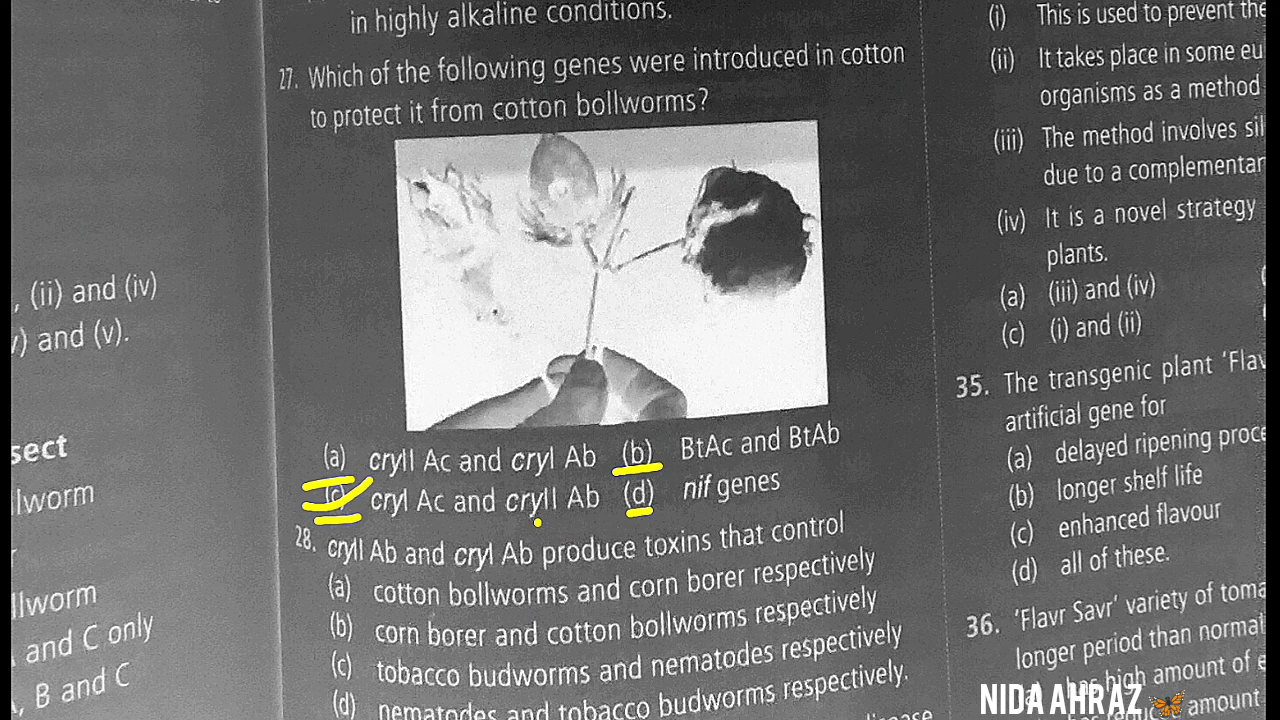 in highly alkaline conditions.
27. Which of the following genes were introduced in cotton
to protect it from cotton bollworms?
(a) cryII Ac and cryI Ab (b) BtAc and BtAb
(c) cryI Ac and cryII Ab (d) nif genes
28. cryII Ab and cryI Ab produce toxins that control
(a) cotton bollworms and corn borer respectively
(b) corn borer and cotton bollworms respectively
(c) tobacco budworms and nematodes respectively
(d) nematodes and tobacco budworms respectively.
, (ii) and (iv)
) and (v).
sect
llworm
llworm
and C only
, B and C
(i) This is used to prevent the
(ii) It takes place in some eu
organisms as a method
(iii) The method involves sil
due to a complementar
(iv) It is a novel strategy
plants.
(a) (iii) and (iv)
(c) (i) and (ii)
35. The transgenic plant 'Flav
artificial gene for
(a) delayed ripening proce
(b) longer shelf life
(c) enhanced flavour
(d) all of these.
36. 'Flavr Savr' variety of toma
longer period than normal
has high amount of e
amount
NIDA AHRAZ